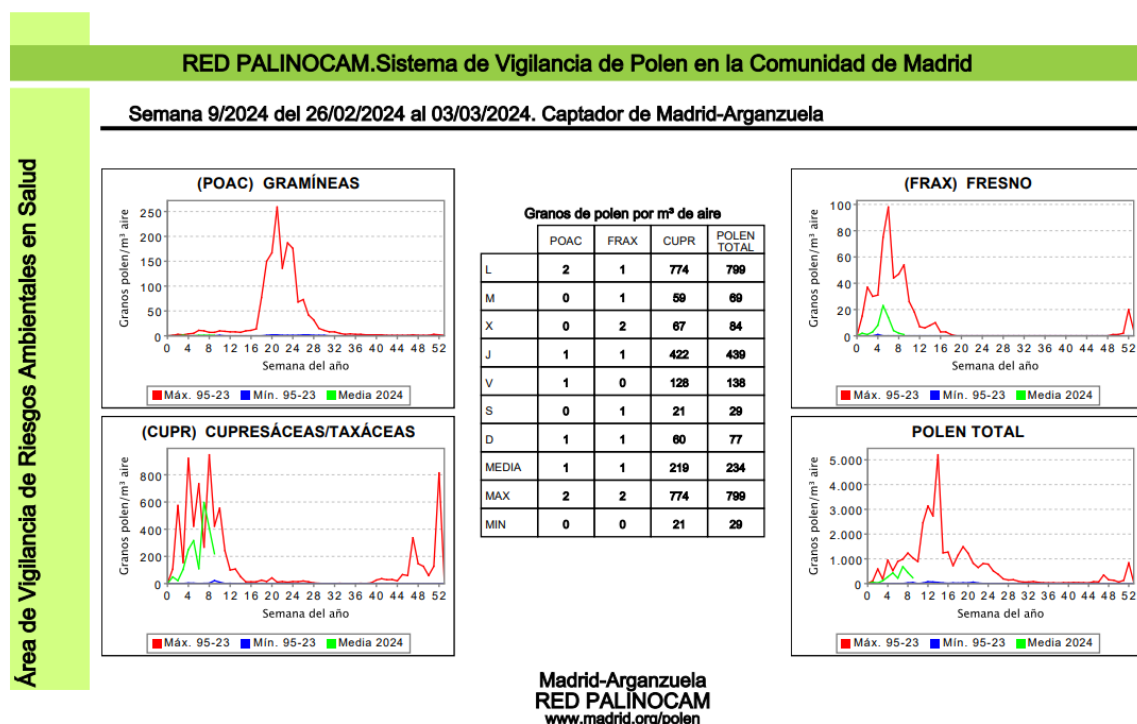 RED PALINOCAM.Sistema de Vigilancia de Polen en la Comunidad de Madrid
Área de Vigilancia de Riesgos Ambientales en Salud
Semana 9/2024 del 26/02/2024 al 03/03/2024. Captador de Madrid-Arganzuela
(POAC) GRAMÍNEAS
Granos polen/m³ aire
250
200
150
100
50
0
0 4 8 12 16 20 24 28 32 36 40 44 48 52
Semana del año
Máx. 95-23 Mín. 95-23 Media 2024
(CUPR) CUPRESÁCEAS/TAXÁCEAS
Granos polen/m³ aire
800
600
400
200
0
0 4 8 12 16 20 24 28 32 36 40 44 48 52
Semana del año
Máx. 95-23 Mín. 95-23 Media 2024
Granos de polen por m³ de aire
POAC FRAX CUPR POLEN TOTAL
L 2 1 774 799
M 0 1 59 69
X 0 2 67 84
J 1 1 422 439
V 1 0 128 138
S 0 1 21 29
D 1 1 60 77
MEDIA 1 1 219 234
MAX 2 2 774 799
MIN 0 0 21 29
(FRAX) FRESNO
Granos polen/m³ aire
100
80
60
40
20
0
0 4 8 12 16 20 24 28 32 36 40 44 48 52
Semana del año
Máx. 95-23 Mín. 95-23 Media 2024
POLEN TOTAL
Granos polen/m³ aire
5.000
4.000
3.000
2.000
1.000
0
0 4 8 12 16 20 24 28 32 36 40 44 48 52
Semana del año
Máx. 95-23 Mín. 95-23 Media 2024
Madrid-Arganzuela
RED PALINOCAM
www.madrid.org/polen